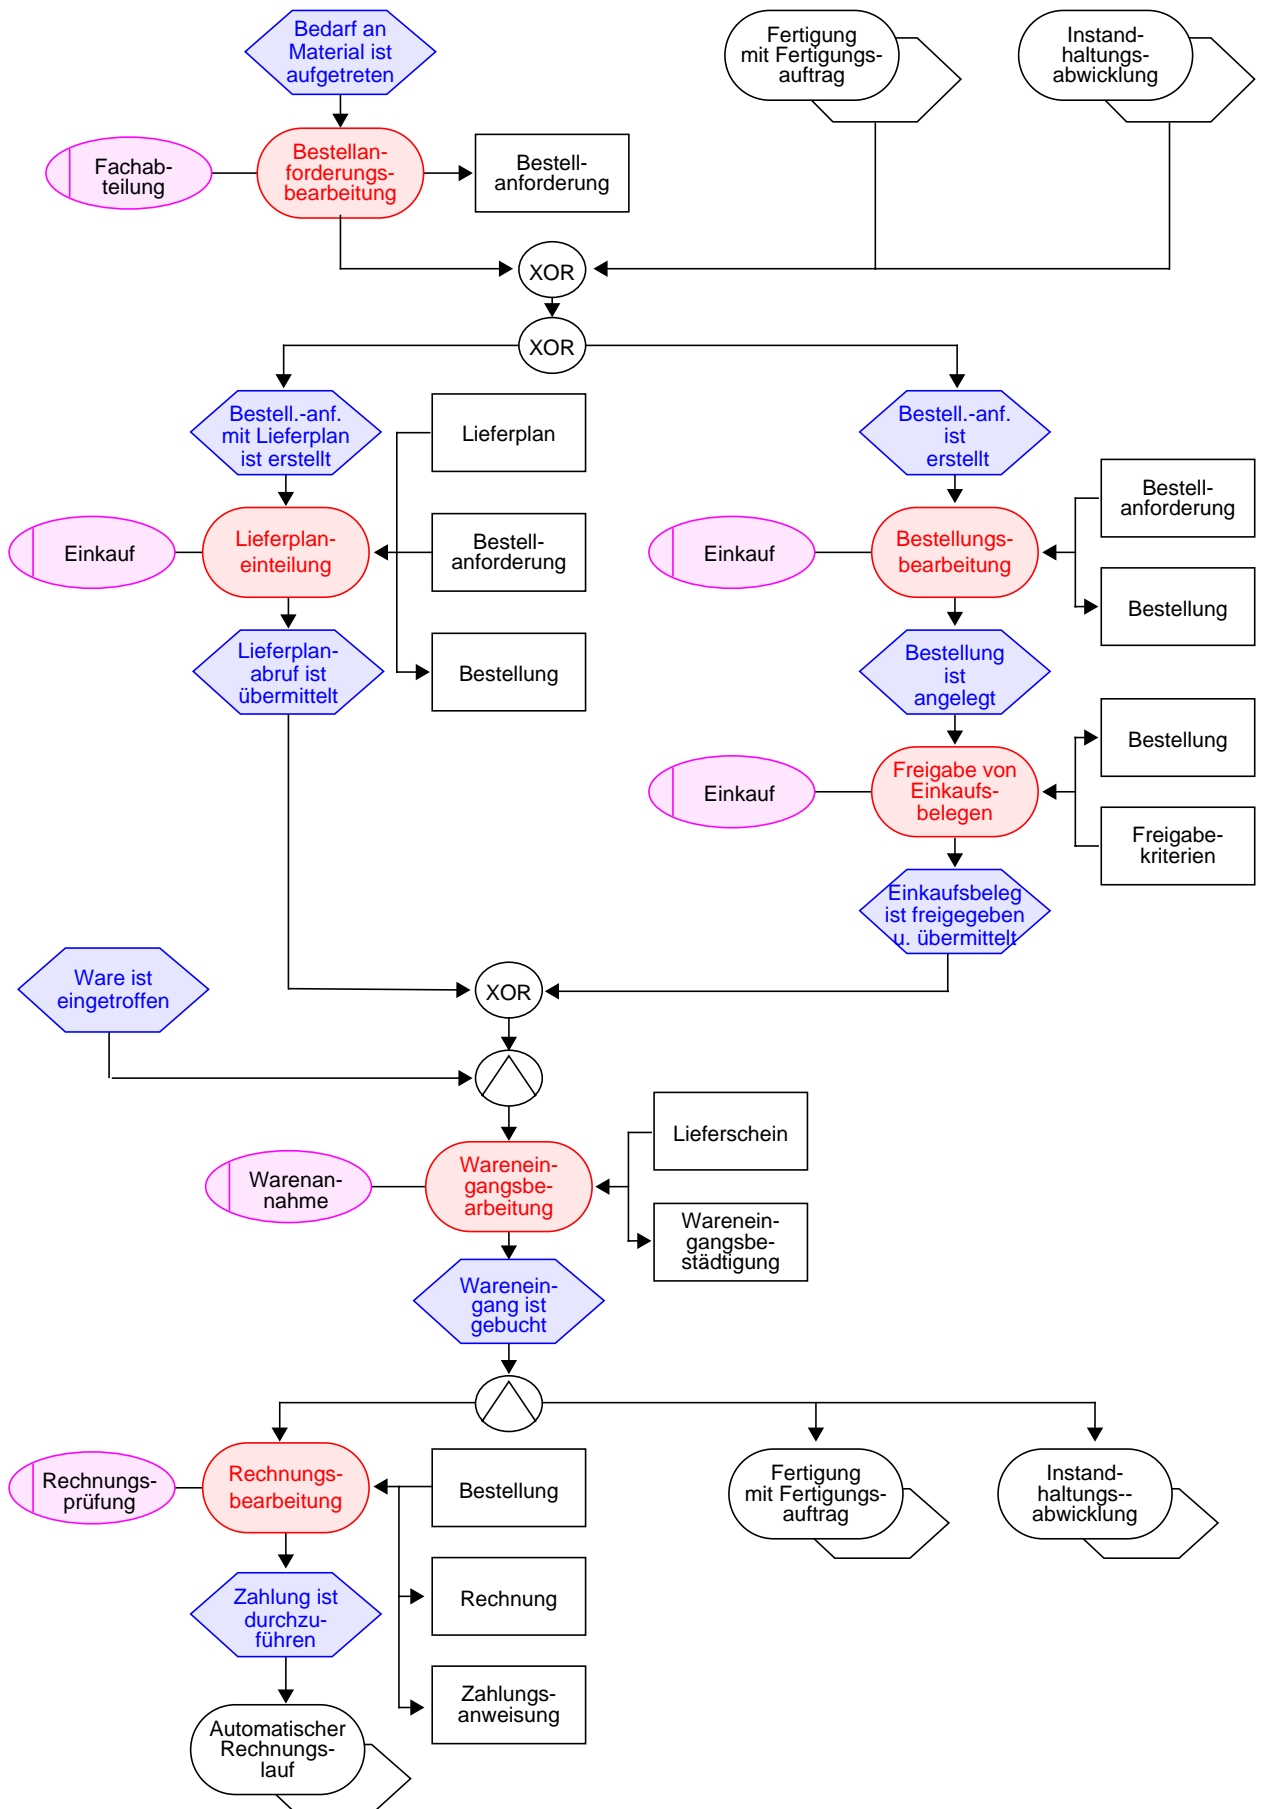 Bedarf an
Material ist
aufgetreten
Fertigung
mit Fertigungs-
auftrag
Instand-
haltungs-
abwicklung
Fachab-
teilung
Bestellan-
forderungs-
bearbeitung
Bestell-
anforderung
XOR
XOR
Bestell.-anf.
mit Lieferplan
ist erstellt
Lieferplan
Bestell.-anf.
ist
erstellt
Bestell-
anforderung
Einkauf
Lieferplan-
einteilung
Bestell-
anforderung
Einkauf
Bestellungs-
bearbeitung
Bestellung
Lieferplan-
abruf ist
übermittelt
Bestellung
Bestellung
ist
angelegt
Bestellung
Einkauf
Freigabe von
Einkaufs-
belegen
Freigabe-
kriterien
Einkaufsbeleg
ist freigegeben
u. übermittelt
Ware ist
eingetroffen
XOR
Lieferschein
Warenan-
nahme
Warenein-
gangsbe-
arbeitung
Warenein-
gangsbe-
städtigung
Warenein-
gang ist
gebucht
Rechnungs-
prüfung
Rechnungs-
bearbeitung
Bestellung
Fertigung
mit Fertigungs-
auftrag
Instand-
haltungs--
abwicklung
Zahlung ist
durchzu-
führen
Rechnung
Zahlungs-
anweisung
Automatischer
Rechnungs-
lauf